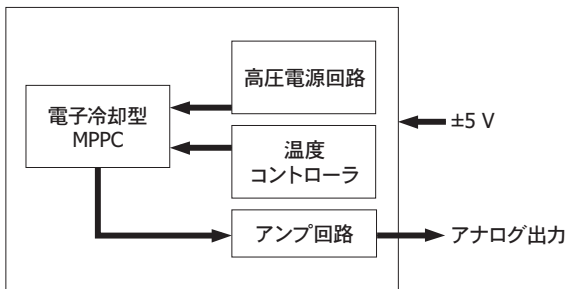 高圧電源回路
電子冷却型
MPPC
±5 V
温度
コントローラ
アンプ回路
アナログ出力